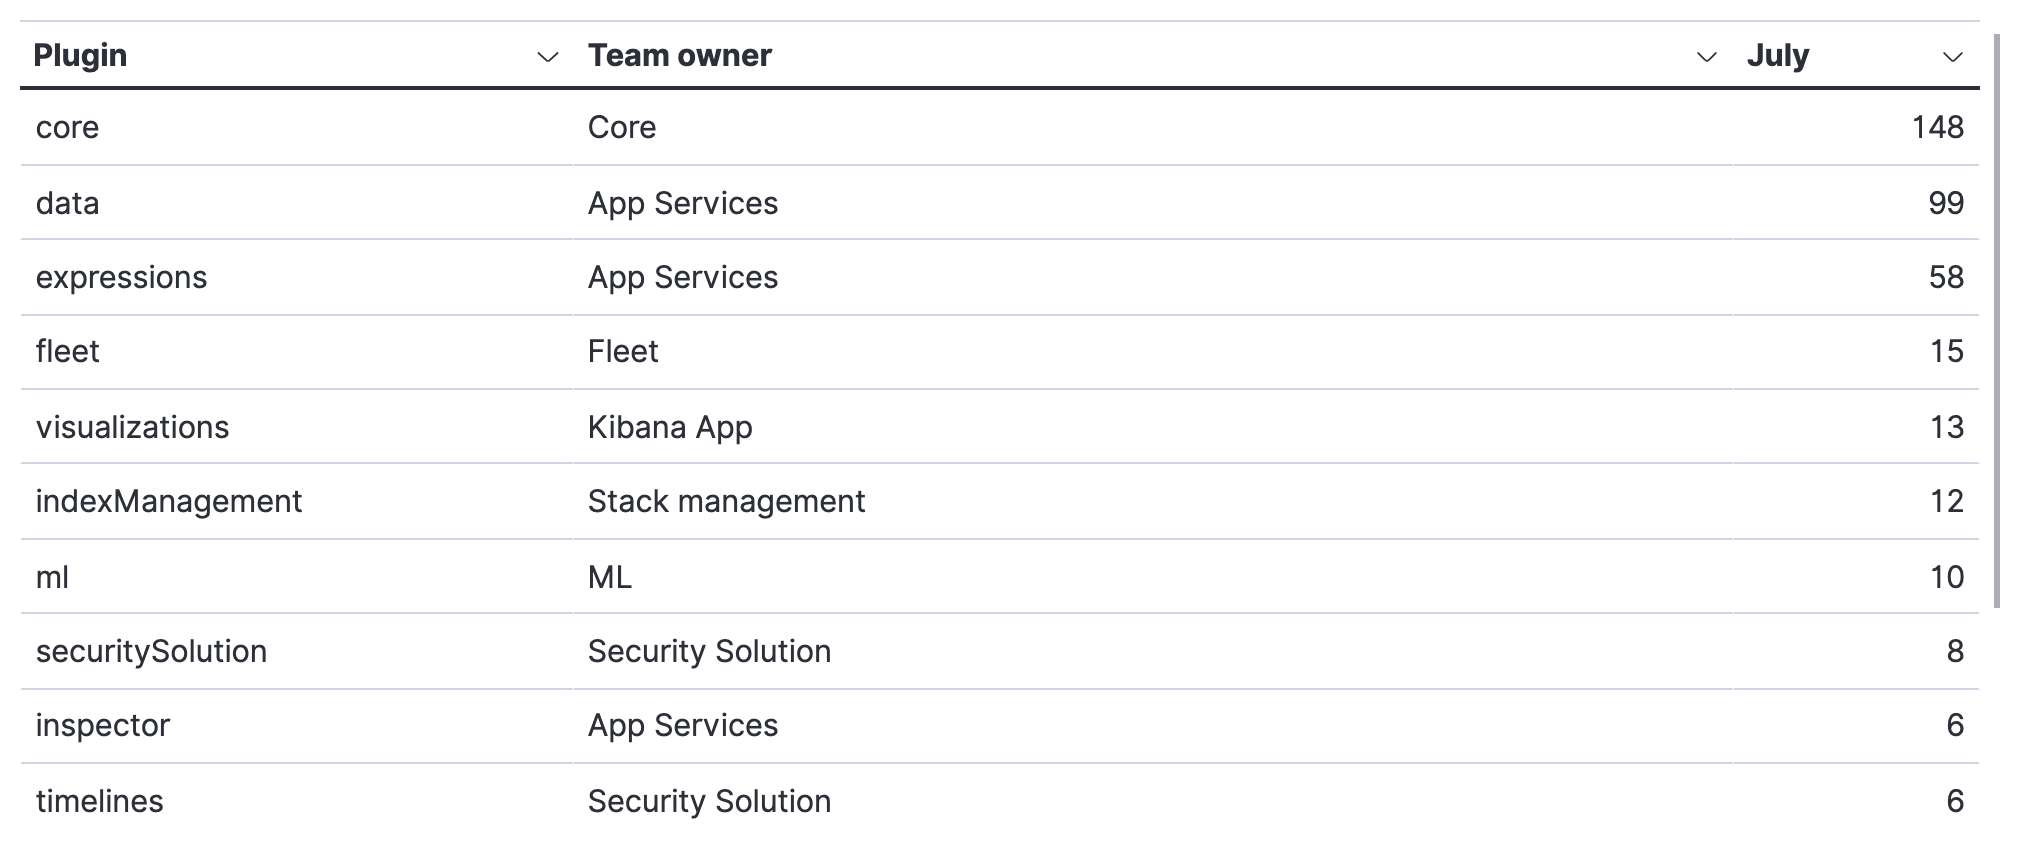 Plugin Team owner July
core Core 148
data App Services 99
expressions App Services 58
fleet Fleet 15
visualizations Kibana App 13
indexManagement Stack management 12
ml ML 10
securitySolution Security Solution 8
inspector App Services 6
timelines Security Solution 6